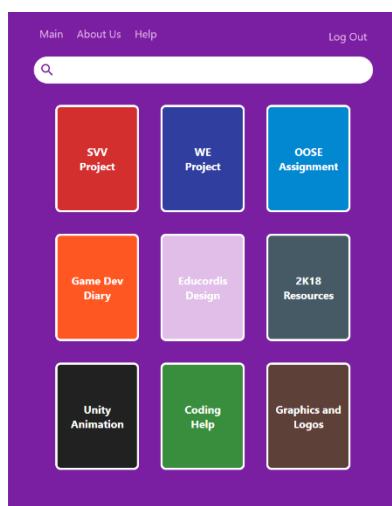 Main About Us Help Log Out
SVV
Project
WE
Project
OOSE
Assignment
Game Dev
Diary
Educordis
Design
2K18
Resources
Unity
Animation
Coding
Help
Graphics and
Logos